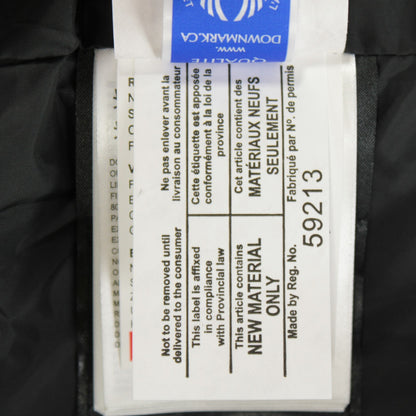 QUALITÉ
WWW.
DOWNMARK.CA
Not to be removed until
delivered to the consumer
Ne pas enlever avant la
livraison au consommateur
This label is affixed
in compliance
with Provincial law
Cette étiquette est apposée
conformément à la loi de la
province
This article contains
NEW MATERIAL
ONLY
Cet article contient des
MATÉRIAUX NEUFS
SEULEMENT
Made by Reg. No.
Fabriqué par N°. de permis
59213